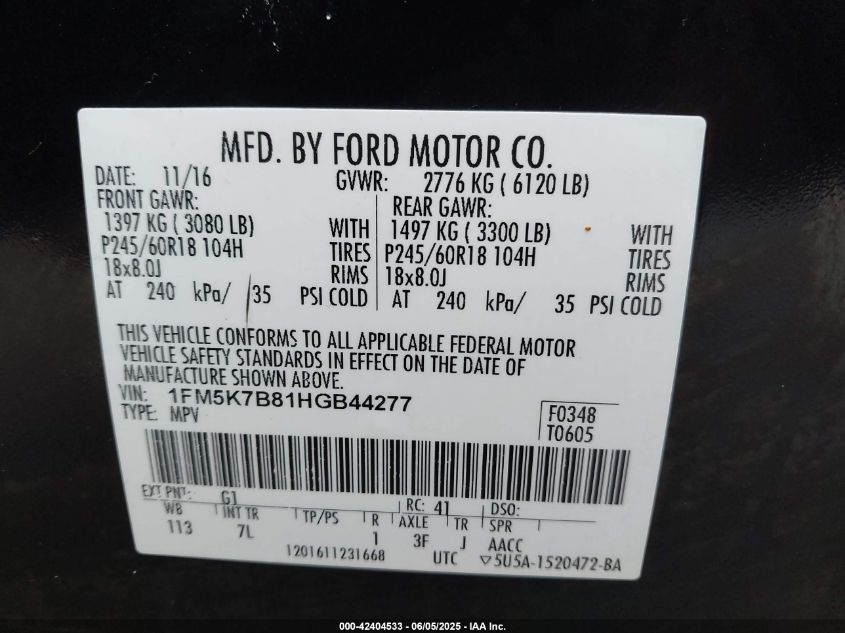 MFD. BY FORD MOTOR CO.
DATE: 11/16 GVWR: 2776 KG ( 6120 LB)
FRONT GAWR: REAR GAWR:
1397 KG ( 3080 LB) WITH 1497 KG ( 3300 LB) WITH
P245/60R18 104H TIRES P245/60R18 104H TIRES
18x8.0J RIMS 18x8.0J RIMS
AT 240 kPa/ 35 PSI COLD AT 240 kPa/ 35 PSI COLD
THIS VEHICLE CONFORMS TO ALL APPLICABLE FEDERAL MOTOR
VEHICLE SAFETY STANDARDS IN EFFECT ON THE DATE OF
MANUFACTURE SHOWN ABOVE.
VIN: 1FM5K7B81HGB44277
TYPE: MPV
F0348
T0605
EXT PNT: G1 RC: 41 DSO:
WB INT TR TP/PS R AXLE TR SPR
113 7L 1 3F J AACC
1201611231668 UTC ▽5U5A-1520472-BA
000-42404533 - 06/05/2025 - IAA Inc.